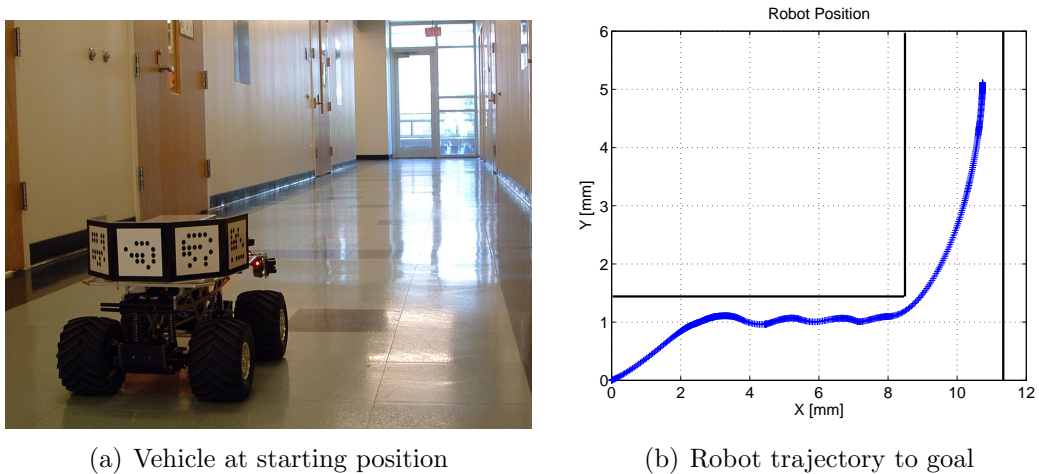 Robot Position
6
5
4
3
2
1
0
Y [mm]
0 2 4 6 8 10 12
X [mm]
(a) Vehicle at starting position
(b) Robot trajectory to goal